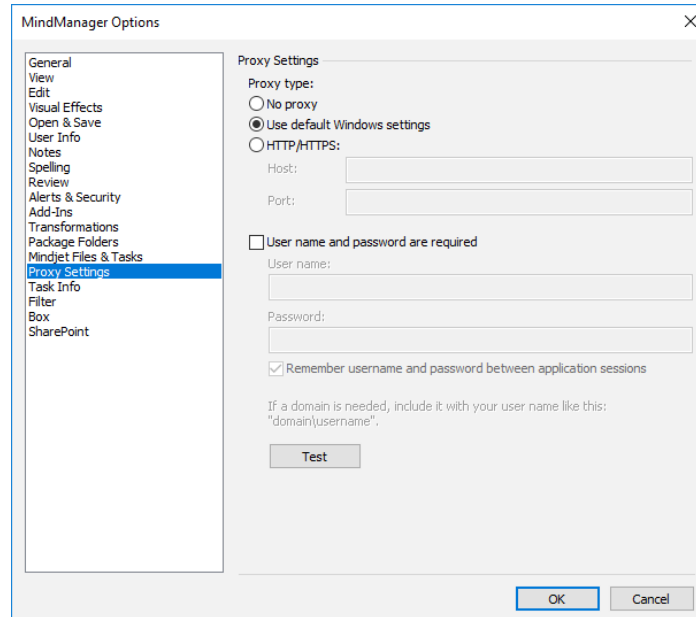 MindManager Options
General
View
Edit
Visual Effects
Open & Save
User Info
Notes
Spelling
Review
Alerts & Security
Add-Ins
Transformations
Package Folders
Mindjet Files & Tasks
Proxy Settings
Task Info
Filter
Box
SharePoint
Proxy Settings
Proxy type:
No proxy
Use default Windows settings
HTTP/HTTPS:
Host:
Port:
User name and password are required
User name:
Password:
Remember username and password between application sessions
If a domain is needed, include it with your user name like this:
"domain\username".
Test
OK
Cancel